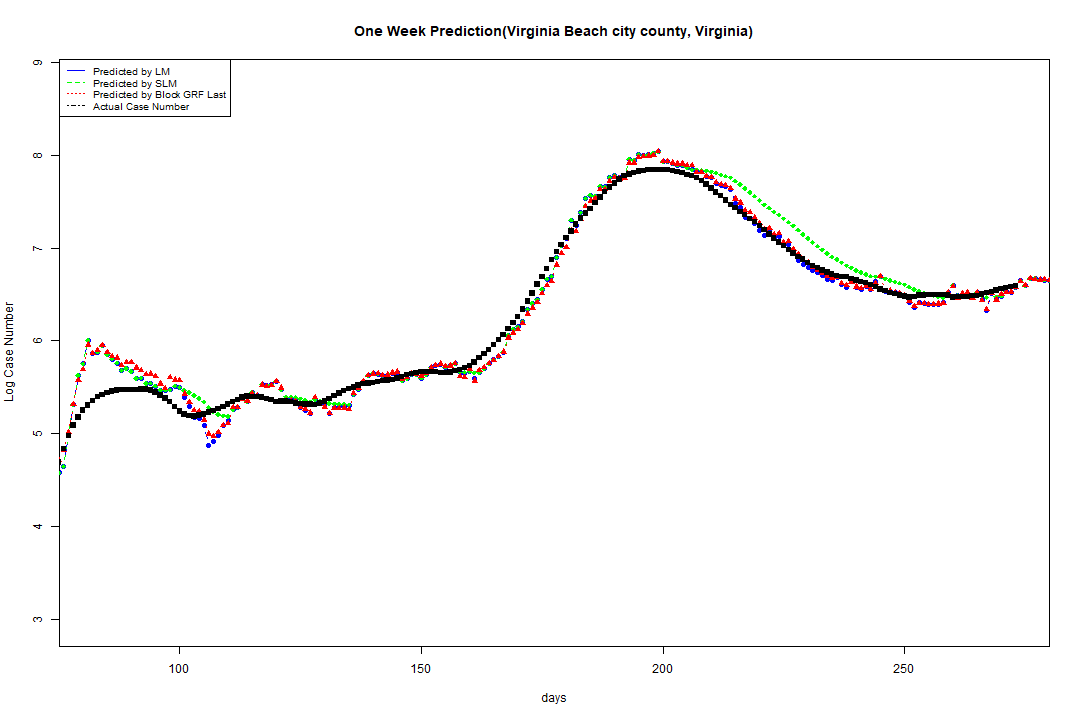 One Week Prediction(Virginia Beach city county, Virginia)
Predicted by LM
Predicted by SLM
Predicted by Block GRF Last
Actual Case Number
9
8
7
6
5
4
3
Log Case Number
100 150 200 250
days